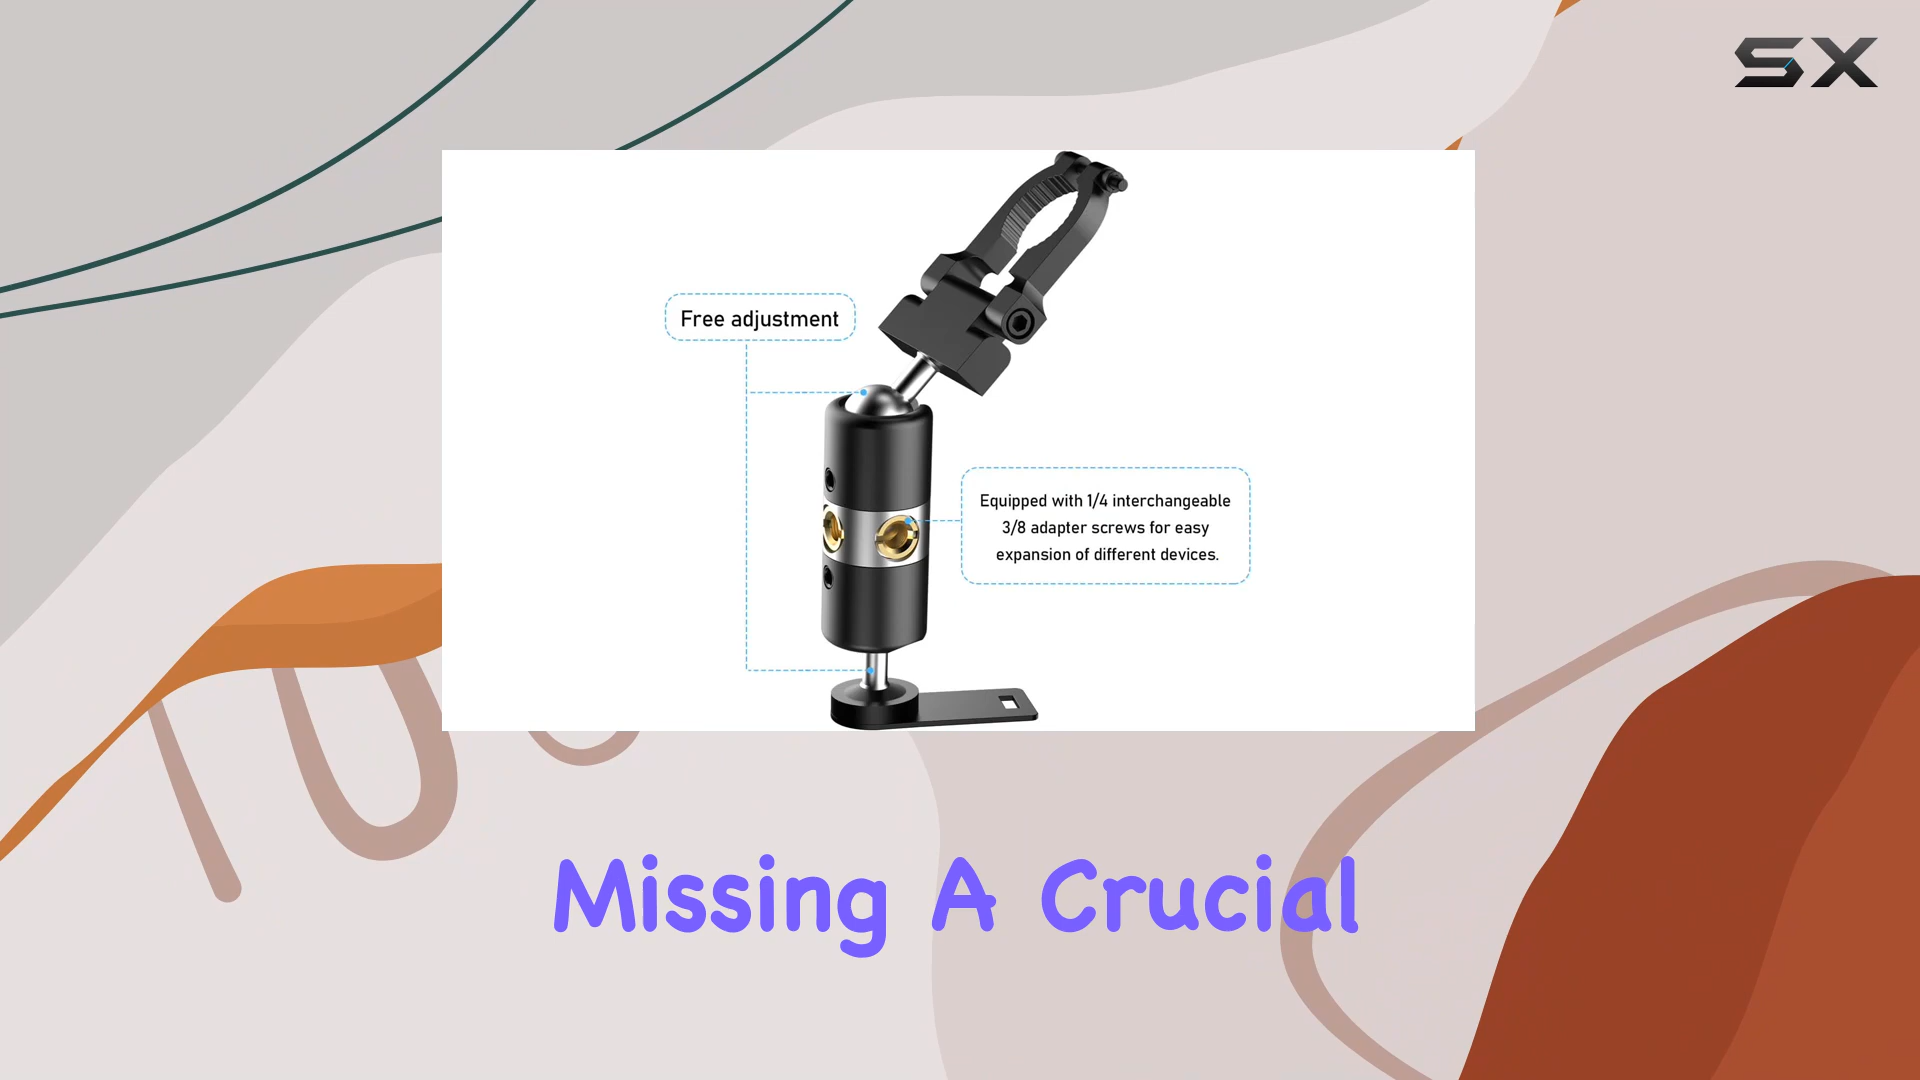 SX
Free adjustment
Equipped with 1/4 interchangeable
3/8 adapter screws for easy
expansion of different devices.
Missing A Crucial